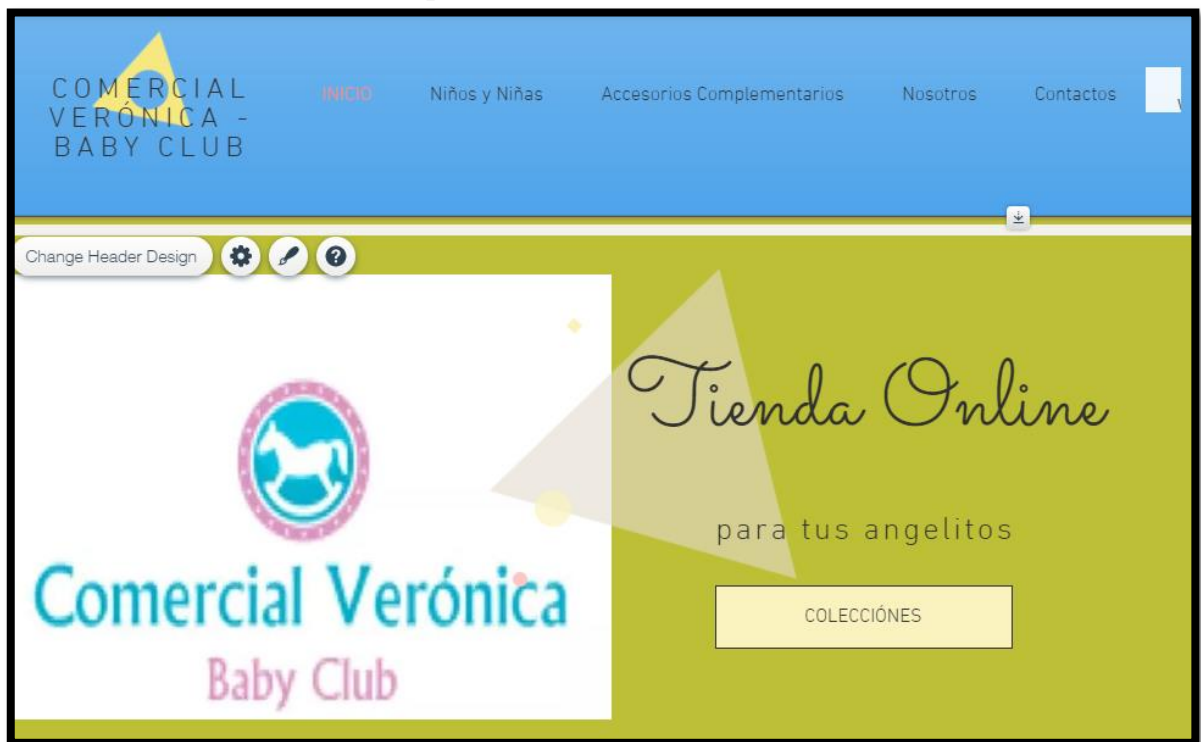 COMERCIAL
VERÓNICA -
BABY CLUB
INICIO
Niños y Niñas
Accesorios Complementarios
Nosotros
Contactos
Change Header Design
Tienda Online
para tus angelitos
COLECCIÓNES
Comercial Verónica
Baby Club